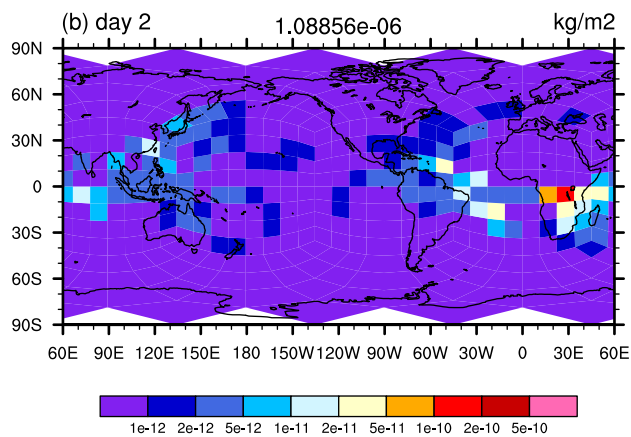 (b) day 2 1.08856e-06 kg/m2
90N
60N
30N
0
30S
60S
90S
60E 90E 120E 150E 180 150W 120W 90W 60W 30W 0 30E 60E
1e-12 2e-12 5e-12 1e-11 2e-11 5e-11 1e-10 2e-10 5e-10